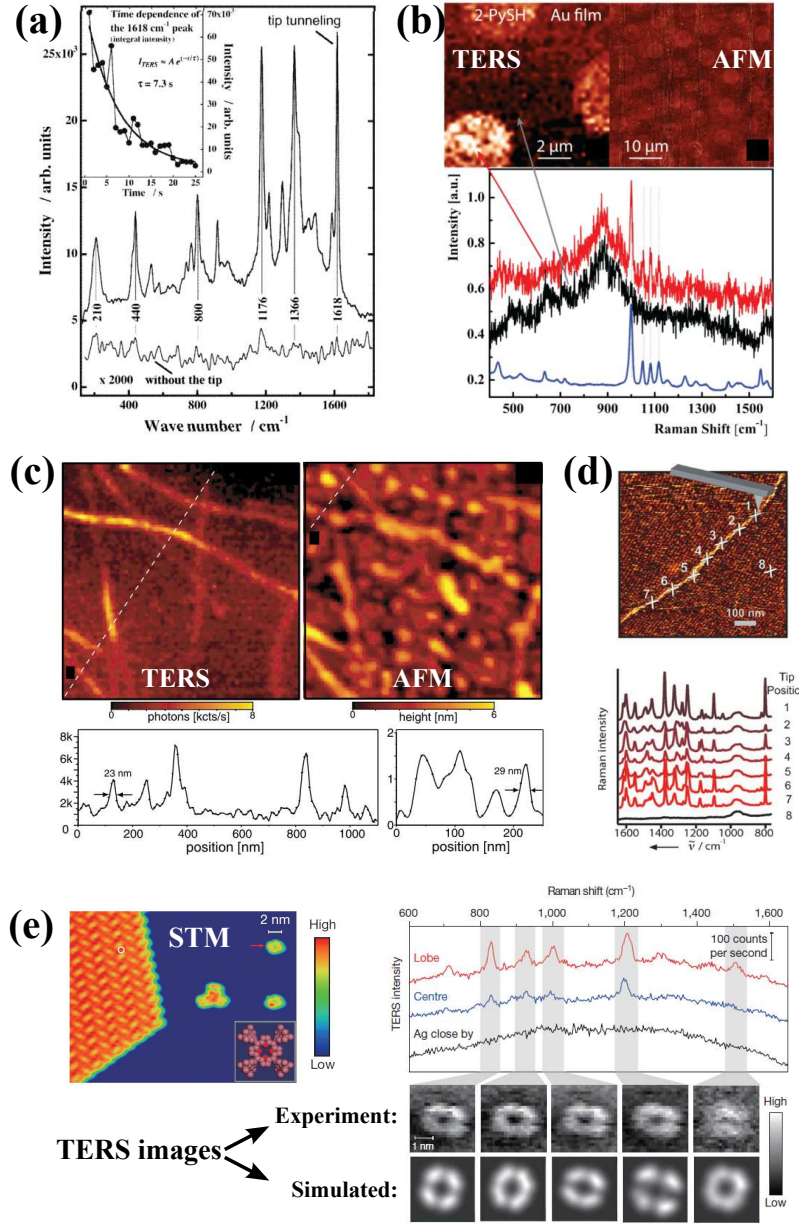 (a)
Time dependence of
the 1618 cm⁻¹ peak
(integral intensity)
I_TERS = A e^(-t/τ)
τ = 7.3 s
70x10³
60
50
40
30
20
10
0
Intensity / arb. units
0 5 10 15 20 25
Time / s
tip tunneling
25x10³
20
15
10
5
0
Intensity / arb. units
210
440
800
1176
1366
1618
x 2000
without the tip
400 800 1200 1600
Wave number / cm⁻¹
(b)
2-PySH Au film
TERS
AFM
2 µm
10 µm
1.0
0.8
0.6
0.4
0.2
Intensity [a.u.]
500 700 900 1100 1300 1500
Raman Shift [cm⁻¹]
(c)
TERS
AFM
0 photons [kcts/s] 8
0 height [nm] 6
8k
6k
4k
2k
0
23 nm
0 200 400 600 800 1000
position [nm]
2
1
0
29 nm
0 100 200
position [nm]
(d)
1
2
3
4
5
6
7
8
100 nm
Tip
Position
1
2
3
4
5
6
7
8
Raman intensity
1600 1400 1200 1000 800
ṽ / cm⁻¹
(e)
STM
2 nm
High
Low
Raman shift (cm⁻¹)
600 800 1,000 1,200 1,400 1,600
100 counts
per second
Lobe
Centre
Ag close by
TERS intensity
TERS images
Experiment:
1 nm
Simulated:
High
Low